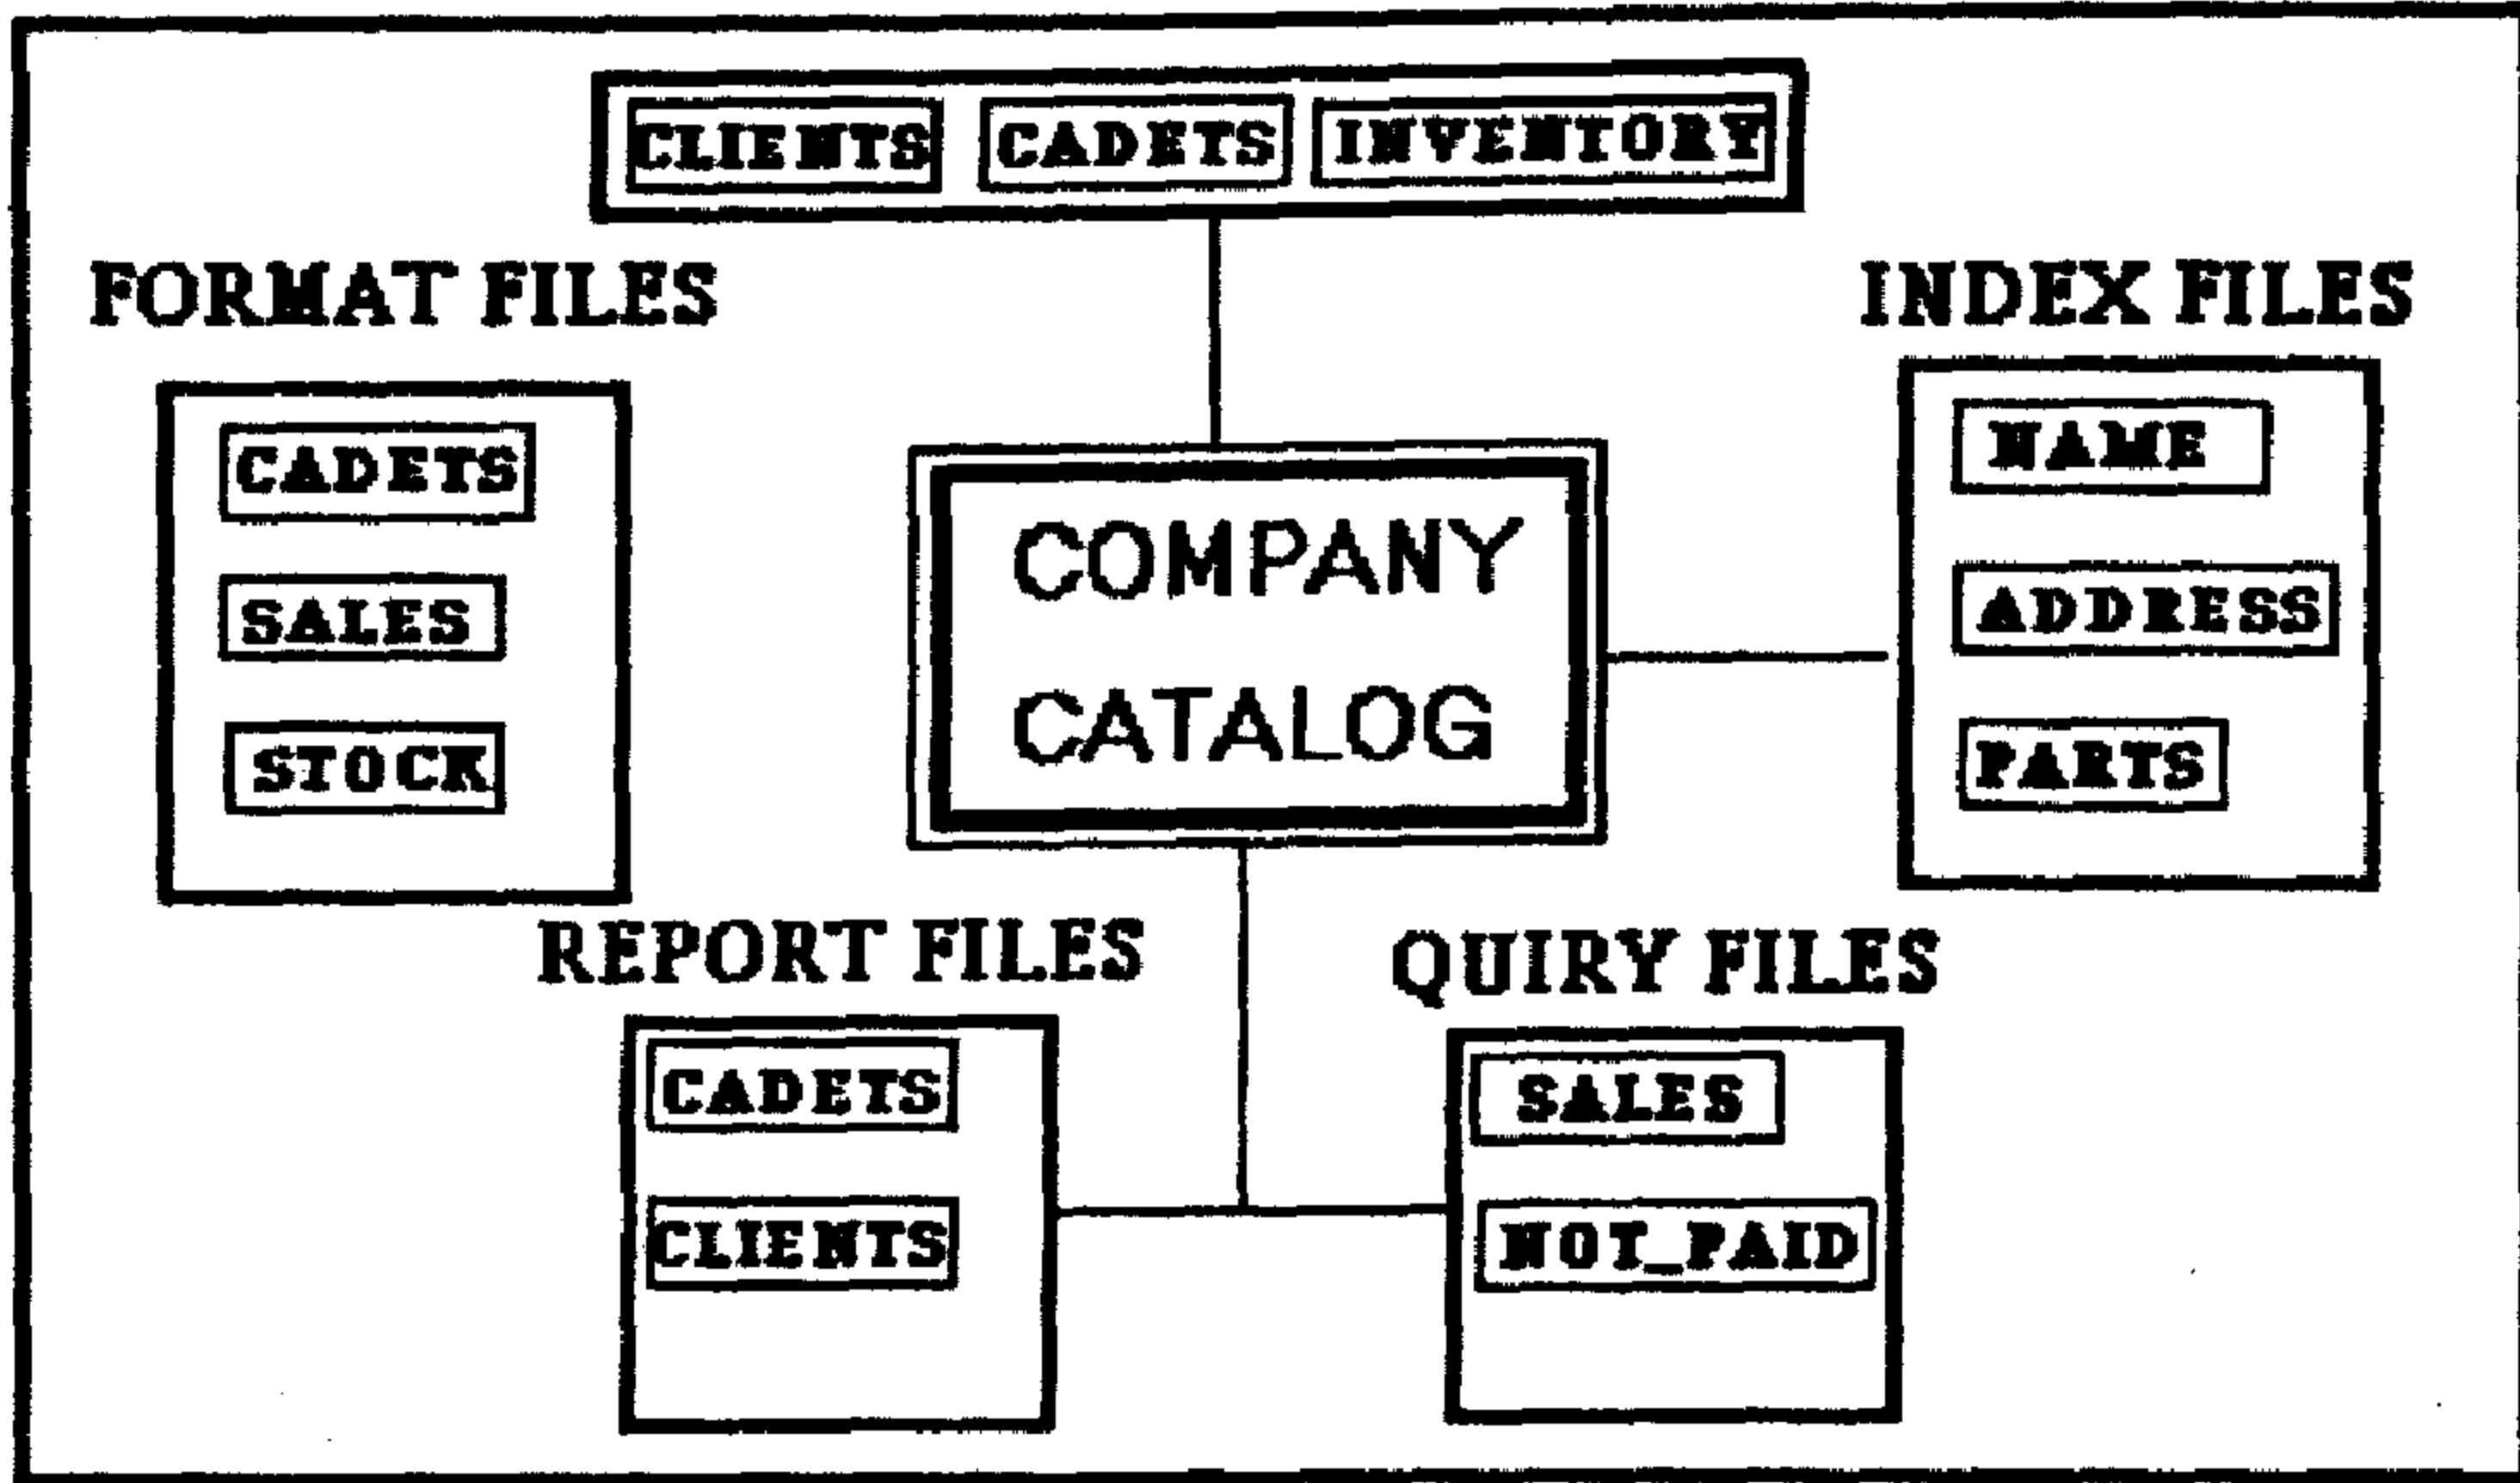 CLIENTS CADETS INVENTORY
FORMAT FILES
CADETS
SALES
STOCK
COMPANY
CATALOG
INDEX FILES
NAME
ADDRESS
PARTS
REPORT FILES
CADETS
CLIENTS
QUIRY FILES
SALES
NOT_PAID